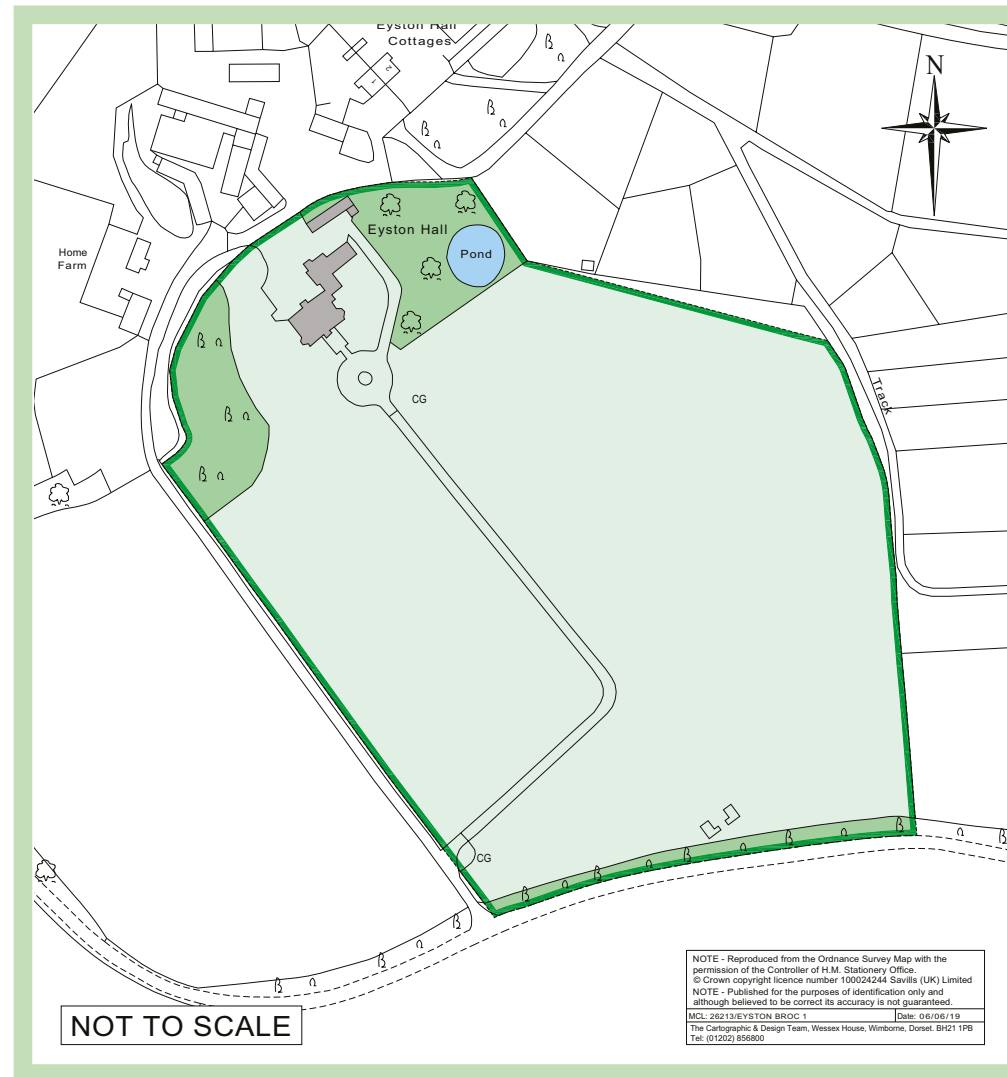 Eyston Hall
Cottages
1
2
N
Home
Farm
Eyston Hall
Pond
Track
CG
CG
NOT TO SCALE
NOTE - Reproduced from the Ordnance Survey Map with the
permission of the Controller of H.M. Stationery Office.
© Crown copyright licence number 100024244 Savills (UK) Limited
NOTE - Published for the purposes of identification only and
although believed to be correct its accuracy is not guaranteed.
MCL: 26213/EYSTON BROC 1 Date: 06/06/19
The Cartographic & Design Team, Wessex House, Wimborne, Dorset. BH21 1PB
Tel: (01202) 856800